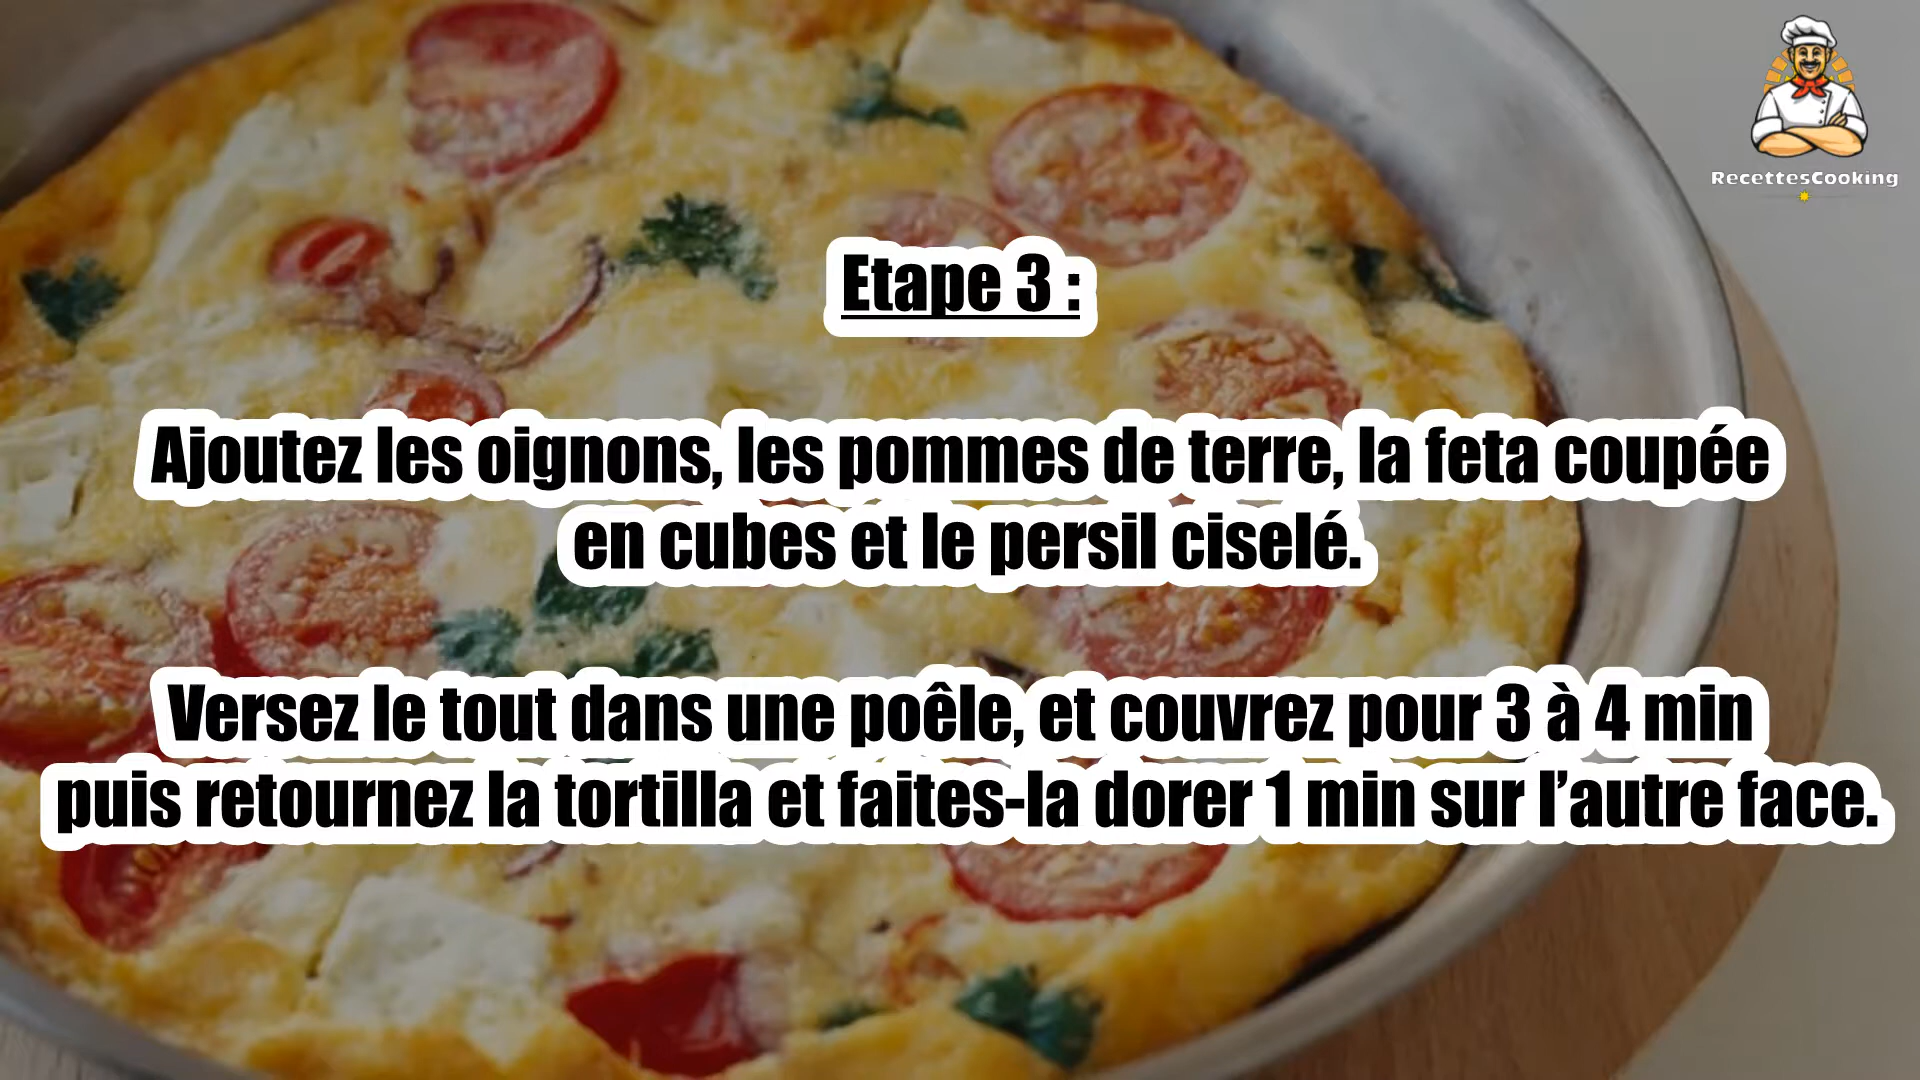 RecettesCooking
Etape 3 :
Ajoutez les oignons, les pommes de terre, la feta coupée
en cubes et le persil ciselé.
Versez le tout dans une poêle, et couvrez pour 3 à 4 min
puis retournez la tortilla et faites-la dorer 1 min sur l’autre face.